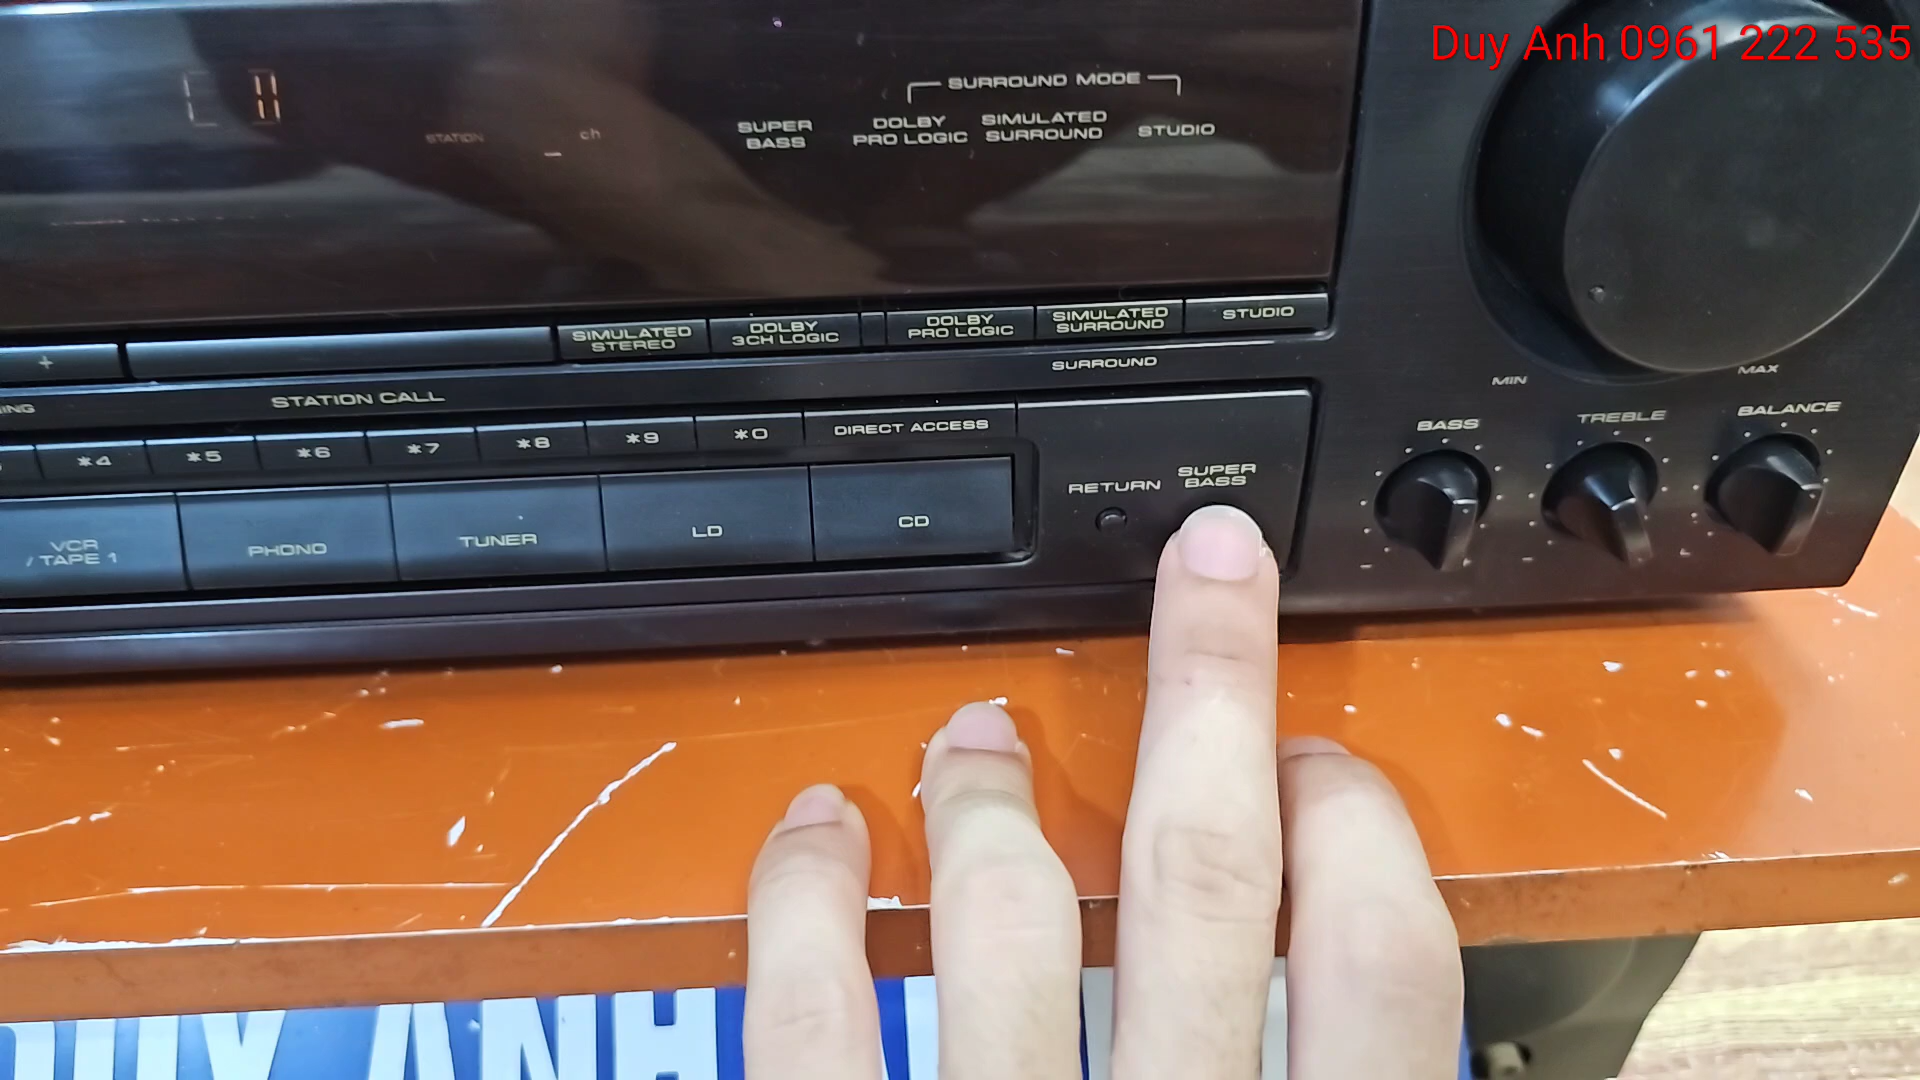 Duy Anh 0961 222 535
SURROUND MODE
STATION
ch
SUPER
BASS
DOLBY
PRO LOGIC
SIMULATED
SURROUND
STUDIO
+
SIMULATED
STEREO
DOLBY
3CH LOGIC
DOLBY
PRO LOGIC
SIMULATED
SURROUND
STUDIO
SURROUND
STATION CALL
*4
*5
*6
*7
*8
*9
*0
DIRECT ACCESS
VCR
/ TAPE 1
PHONO
TUNER
LD
CD
RETURN
SUPER
BASS
MIN
MAX
BASS
TREBLE
BALANCE
DUY ANH